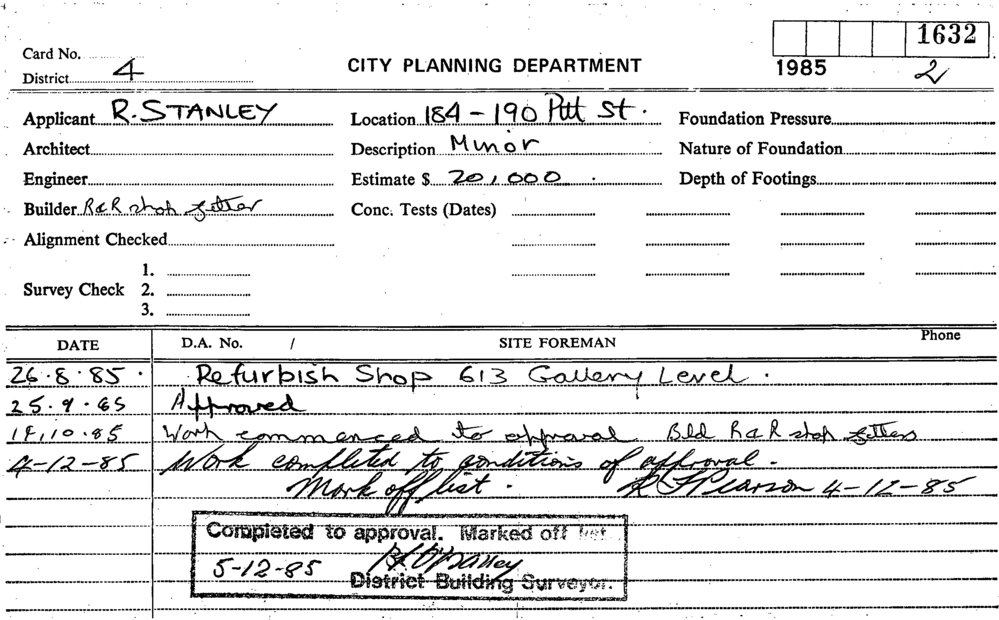 1632
Card No.
District 4
CITY PLANNING DEPARTMENT
1985 2
Applicant R. STANLEY
Location 184-190 Pitt St.
Foundation Pressure
Architect
Description Minor
Nature of Foundation
Engineer
Estimate $ 20,000
Depth of Footings
Builder R&R shop fitter
Conc. Tests (Dates)
Alignment Checked
Survey Check 1.
2.
3.
DATE D.A. No. / SITE FOREMAN Phone
26.8.85. Refurbish Shop 613 Gallery Level.
25.9.85 Approved
14.10.85 Work commenced to approval Bld R&R shop fitters
4-12-85 Work completed to conditions of approval.
Mark off list. Pearson 4-12-85
Completed to approval. Marked off list
5-12-85
District Building Surveyor.